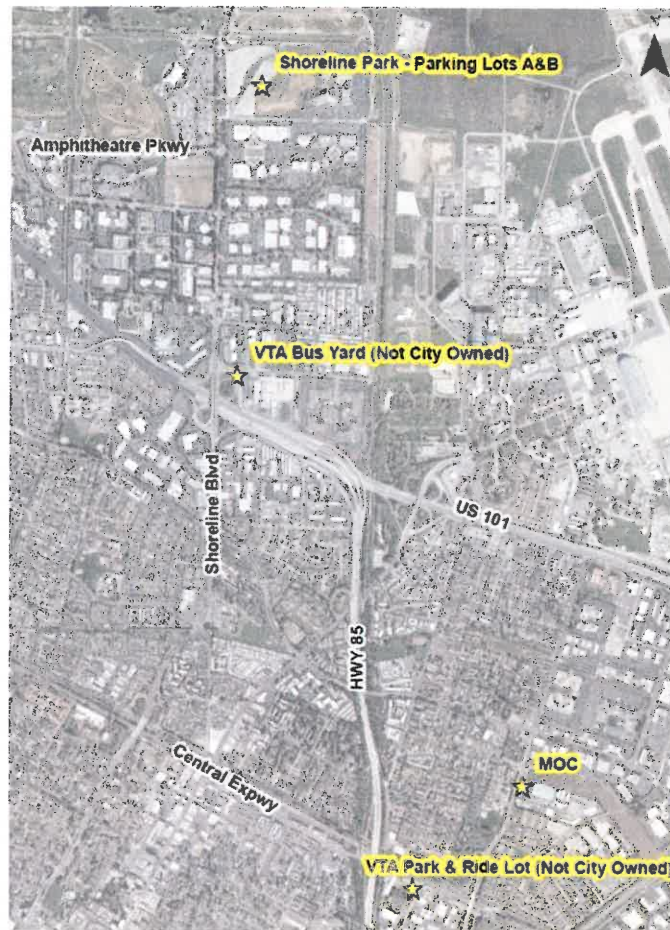 Shoreline Park - Parking Lots A&B
Amphitheatre Pkwy
VTA Bus Yard (Not City Owned)
Shoreline Blvd
US 101
HWY 85
Central Expwy
MOC
VTA Park & Ride Lot (Not City Owned)